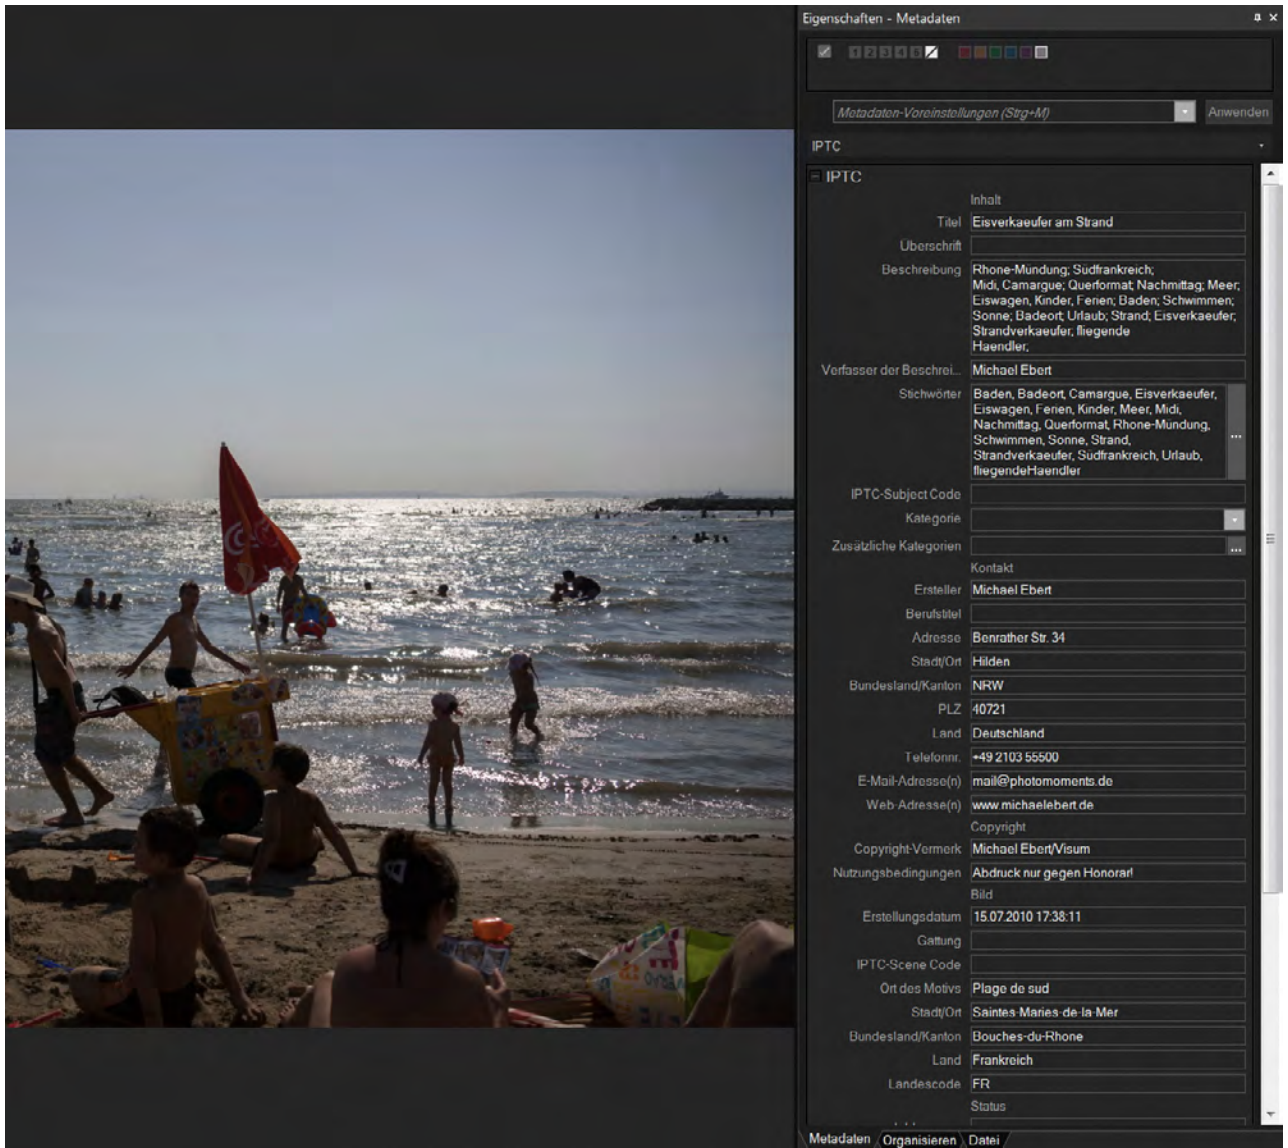 Eigenschaften - Metadaten
1 2 3 4 5
Metadaten-Voreinstellungen (Strg+M)
Anwenden
IPTC
IPTC
Inhalt
Titel Eisverkaeufer am Strand
Überschrift
Beschreibung Rhone-Mündung; Südfrankreich;
Midi, Camargue; Querformat; Nachmittag; Meer;
Eiswagen, Kinder, Ferien; Baden; Schwimmen;
Sonne; Badeort; Urlaub; Strand; Eisverkaeufer;
Strandverkaeufer; fliegende
Haendler;
Verfasser der Beschrei... Michael Ebert
Stichwörter Baden, Badeort, Camargue, Eisverkaeufer,
Eiswagen, Ferien, Kinder, Meer, Midi,
Nachmittag, Querformat, Rhone-Mündung,
Schwimmen, Sonne, Strand,
Strandverkaeufer, Südfrankreich, Urlaub,
fliegendeHaendler
...
IPTC-Subject Code
Kategorie
Zusätzliche Kategorien ...
Kontakt
Ersteller Michael Ebert
Berufstitel
Adresse Benrather Str. 34
Stadt/Ort Hilden
Bundesland/Kanton NRW
PLZ 40721
Land Deutschland
Telefonnr. +49 2103 55500
E-Mail-Adresse(n) mail@photomoments.de
Web-Adresse(n) www.michaelebert.de
Copyright
Copyright-Vermerk Michael Ebert/Visum
Nutzungsbedingungen Abdruck nur gegen Honorar!
Bild
Erstellungsdatum 15.07.2010 17:38:11
Gattung
IPTC-Scene Code
Ort des Motivs Plage de sud
Stadt/Ort Saintes-Maries-de-la-Mer
Bundesland/Kanton Bouches-du-Rhone
Land Frankreich
Landescode FR
Status
Metadaten Organisieren Datei